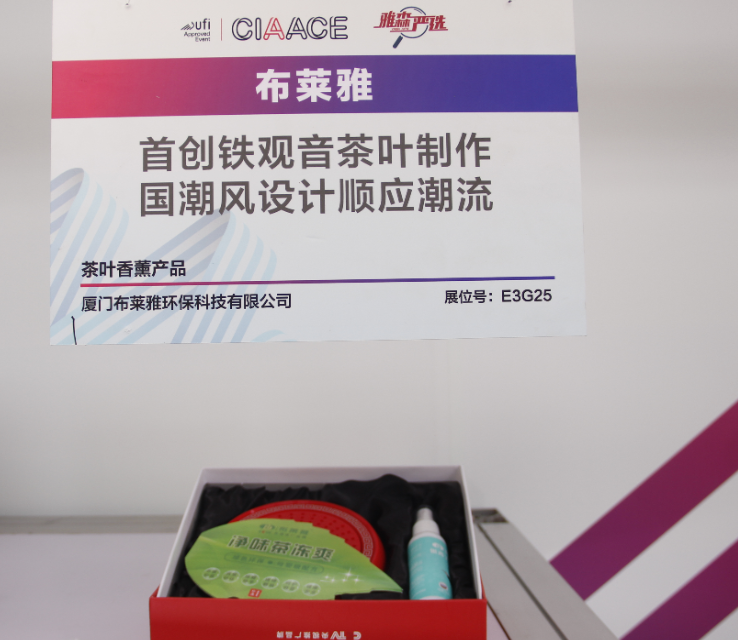 ufi
Approved
Event
CIAACE
雅森严选
布莱雅
首创铁观音茶叶制作
国潮风设计顺应潮流
茶叶香薰产品
厦门布莱雅环保科技有限公司
展位号：E3G25
净味茶冻爽